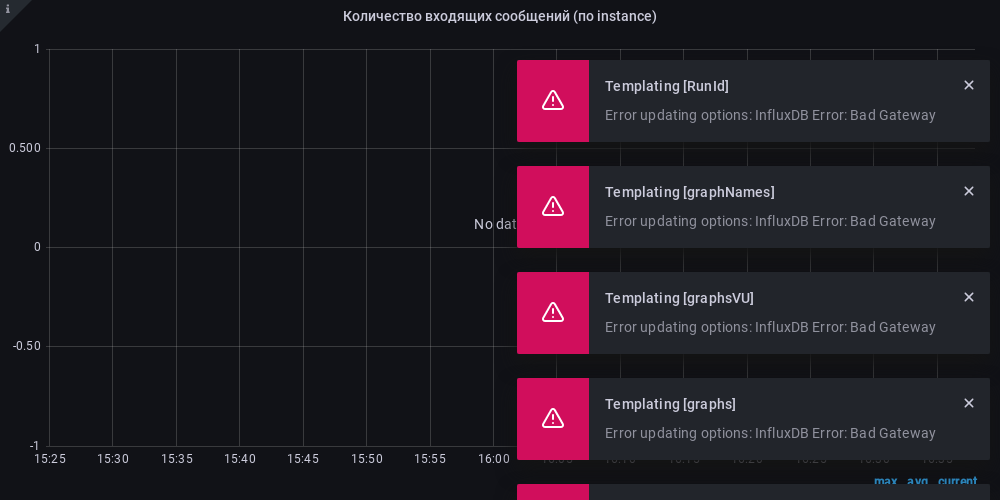 Количество входящих сообщений (по instance)
1
0.500
0
-0.50
-1
No dat
15:25 15:30 15:35 15:40 15:45 15:50 15:55 16:00
Templating [RunId]
Error updating options: InfluxDB Error: Bad Gateway
Templating [graphNames]
Error updating options: InfluxDB Error: Bad Gateway
Templating [graphsVU]
Error updating options: InfluxDB Error: Bad Gateway
Templating [graphs]
Error updating options: InfluxDB Error: Bad Gateway
max avg current